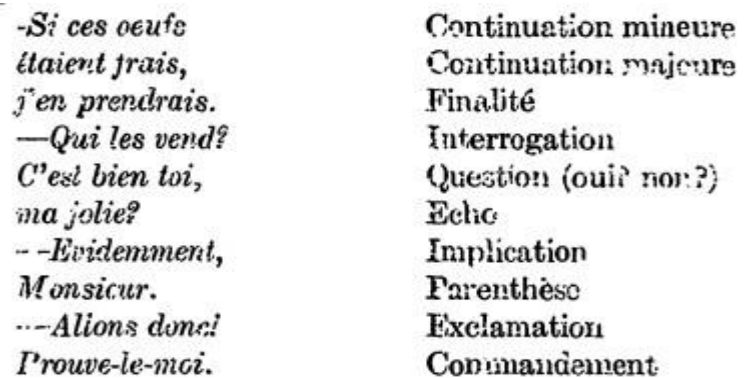 -Si ces oeufs Continuation mineure
étaient frais, Continuation majeure
j'en prendrais. Finalité
—Qui les vend? Interrogation
C'est bien toi, Question (oui? non?)
ma jolie? Echo
--Evidemment, Implication
Monsieur. Parenthèse
--Allons donc! Exclamation
Prouve-le-moi. Commandement